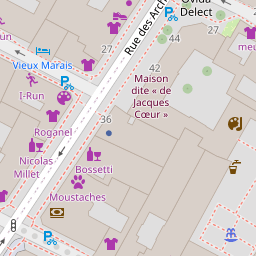 Ovida
Delect
Rue des Arch
27
44
27
42
Vieux Marais
Maison
dite « de
Jacques
Cœur »
I-Run
36
Roganel
Nicolas
Millet
Bossetti
Moustaches